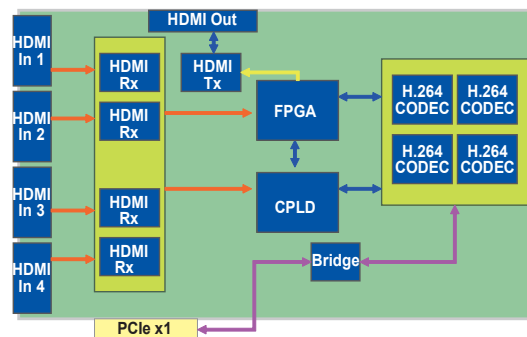 HDMI Out
HDMI
In 1
HDMI
In 2
HDMI
In 3
HDMI
In 4
HDMI
Rx
HDMI
Rx
HDMI
Rx
HDMI
Rx
HDMI
Tx
FPGA
CPLD
H.264
CODEC
H.264
CODEC
H.264
CODEC
H.264
CODEC
Bridge
PCIe x1